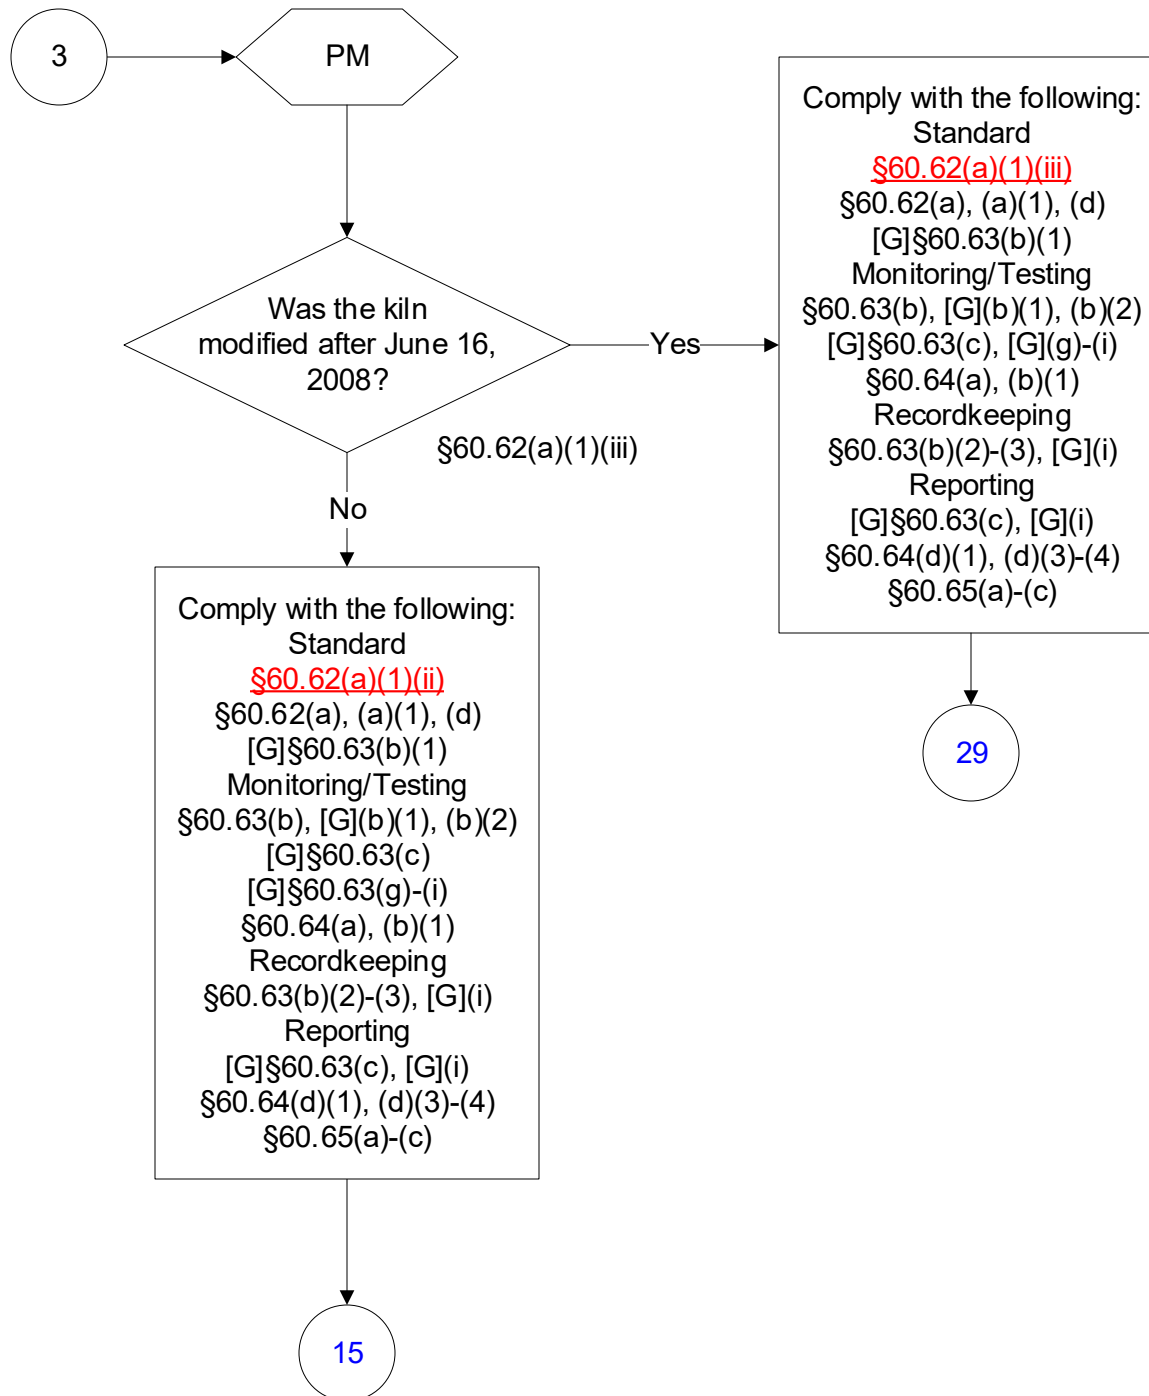 3
PM
Was the kiln
modified after June 16,
2008?
Yes
§60.62(a)(1)(iii)
No
Comply with the following:
Standard
§60.62(a)(1)(iii)
§60.62(a), (a)(1), (d)
[G]§60.63(b)(1)
Monitoring/Testing
§60.63(b), [G](b)(1), (b)(2)
[G]§60.63(c), [G](g)-(i)
§60.64(a), (b)(1)
Recordkeeping
§60.63(b)(2)-(3), [G](i)
Reporting
[G]§60.63(c), [G](i)
§60.64(d)(1), (d)(3)-(4)
§60.65(a)-(c)
29
Comply with the following:
Standard
§60.62(a)(1)(ii)
§60.62(a), (a)(1), (d)
[G]§60.63(b)(1)
Monitoring/Testing
§60.63(b), [G](b)(1), (b)(2)
[G]§60.63(c)
[G]§60.63(g)-(i)
§60.64(a), (b)(1)
Recordkeeping
§60.63(b)(2)-(3), [G](i)
Reporting
[G]§60.63(c), [G](i)
§60.64(d)(1), (d)(3)-(4)
§60.65(a)-(c)
15